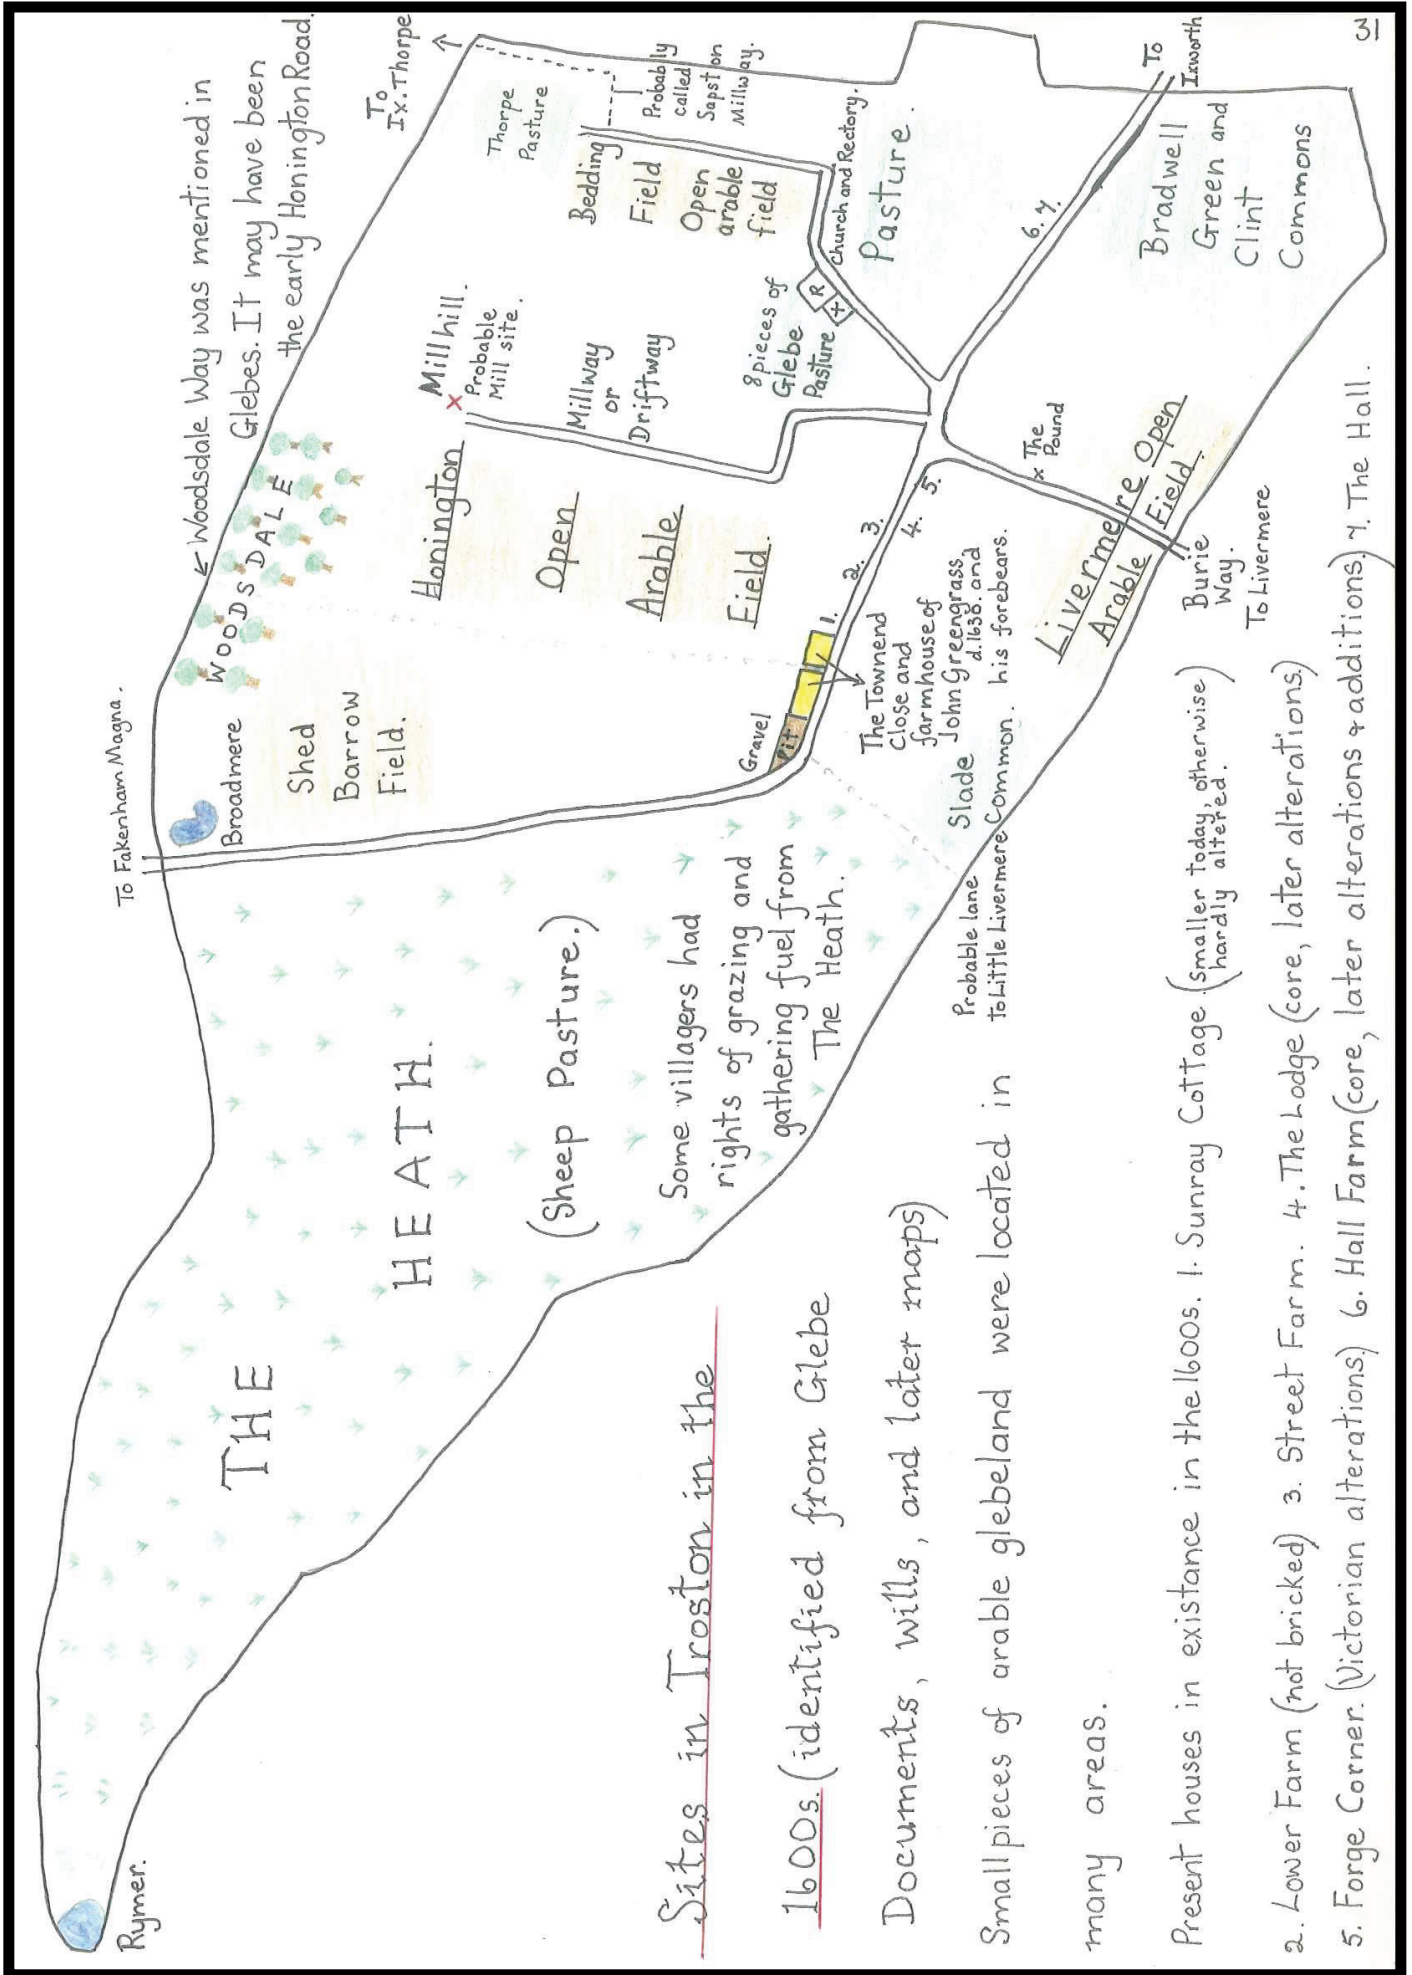 31
← Woodsdale Way was mentioned in
Glebes. It may have been
the early Honington Road.
To
Ix. Thorpe
To Fakenham Magna.
WOODSDALE
Broadmere
Shed
Barrow
Field.
Honington
Open
Arable
Field.
Mill hill.
x
Probable
Mill site.
Millway
or
Driftway
Thorpe
Pasture
Bedding
Field
Open
arable
field
Probably
called
Sapston
Millway.
8 pieces of
Glebe
Pasture
R
+
Church and Rectory.
Pasture.
To
Ixworth
Bradwell
Green and
Clint
Commons
6. 7.
x The
Pound
Livermere Open
Arable Field.
Burie
Way.
To Livermere
1. 2. 3.
4. 5.
Gravel
Pit
The Townend
Close and
farmhouse of
John Greengrass,
d.1638. and
his forebears.
Slade
Common.
Probable lane
to Little Livermere
THE
HEATH.
(Sheep Pasture.)
Some villagers had
rights of grazing and
gathering fuel from
The Heath.
Rymer.
Sites in Troston in the
1600s. (identified from Glebe
Documents, wills, and later maps)
Small pieces of arable glebeland were located in
many areas.
Present houses in existance in the 1600s. 1. Sunray Cottage. (Smaller today, otherwise
hardly altered.)
2. Lower Farm (not bricked) 3. Street Farm. 4. The Lodge (core, later alterations.)
5. Forge Corner. (Victorian alterations.) 6. Hall Farm (core, later alterations & additions.) 7. The Hall.